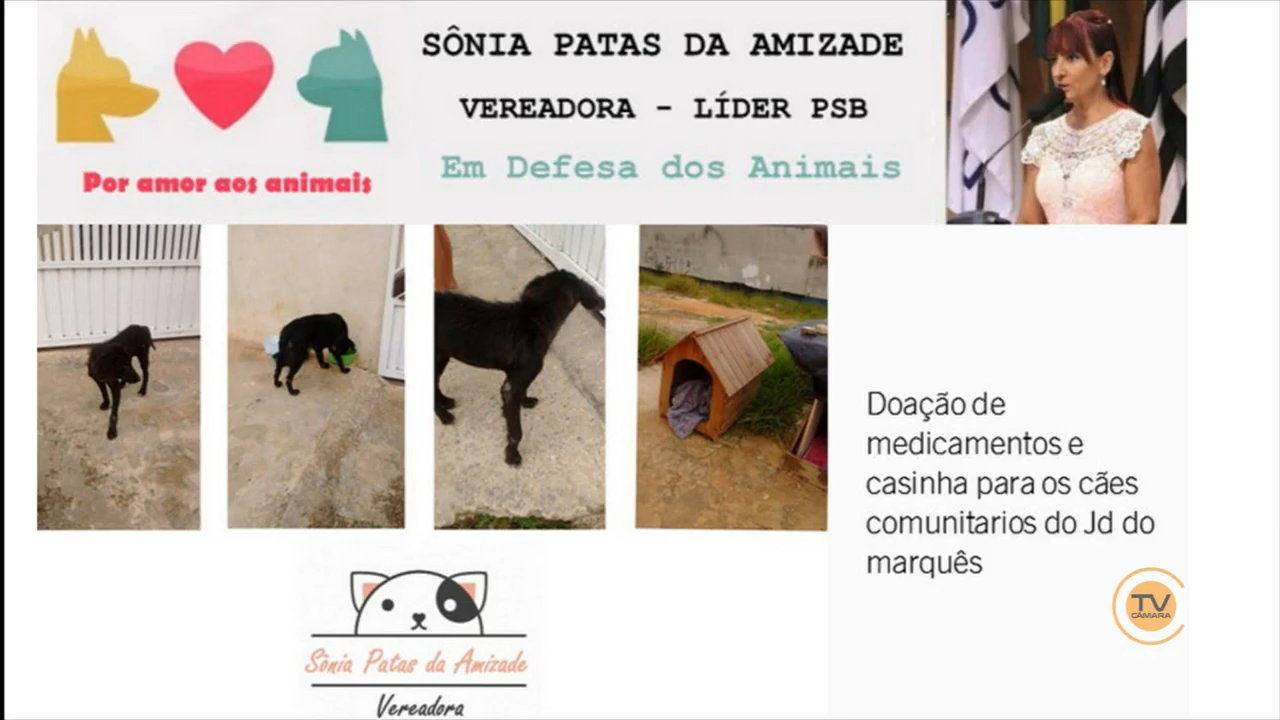 SÔNIA PATAS DA AMIZADE
VEREADORA - LÍDER PSB
Em Defesa dos Animais
Por amor aos animais
Doação de
medicamentos e
casinha para os cães
comunitarios do Jd do
marquês
TV
CÂMARA
Sônia Patas da Amizade
Vereadora